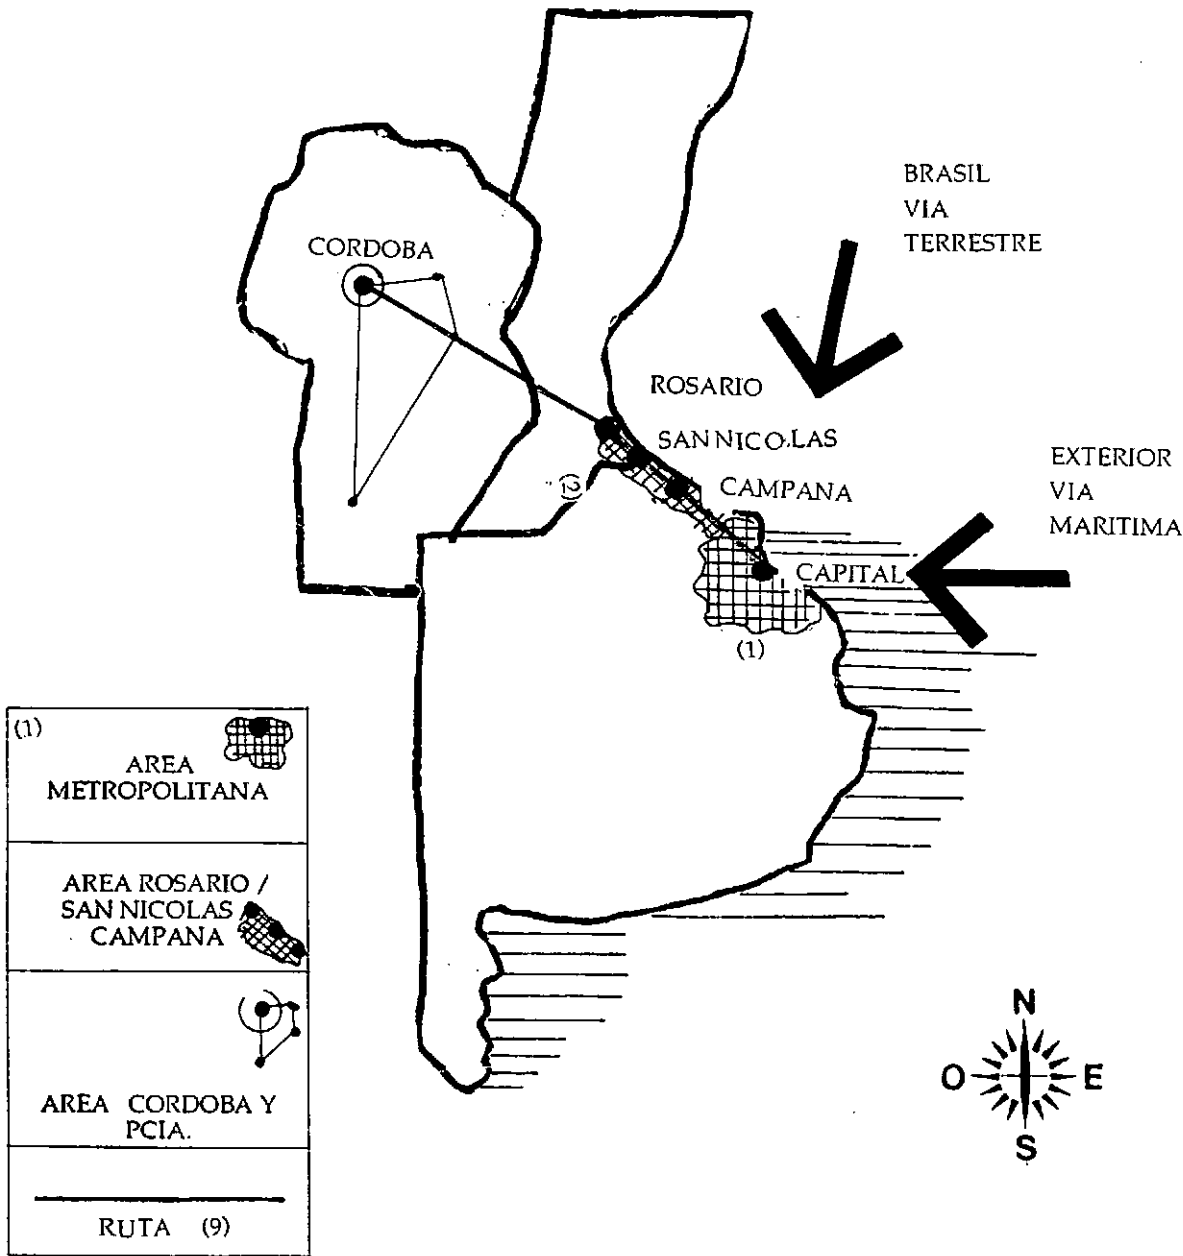 BRASIL
VIA
TERRESTRE
CORDOBA
ROSARIO
SAN NICOLAS
CAMPANA
EXTERIOR
VIA
MARITIMA
CAPITAL
(1)
(1)
AREA
METROPOLITANA
AREA ROSARIO /
SAN NICOLAS
CAMPANA
AREA CORDOBA Y
PCIA.
RUTA (9)
N
O
E
S